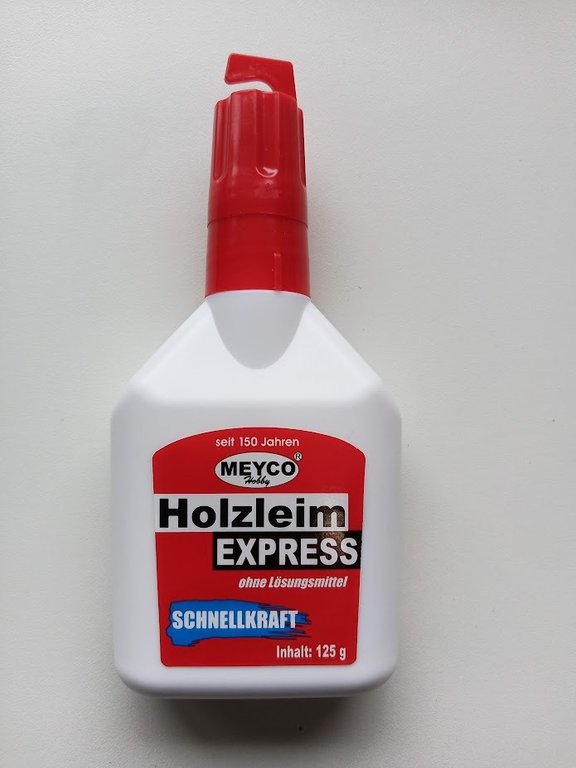 seit 150 Jahren
MEYCO®
Hobby
Holzleim
EXPRESS
ohne Lösungsmittel
SCHNELLKRAFT
Inhalt: 125 g